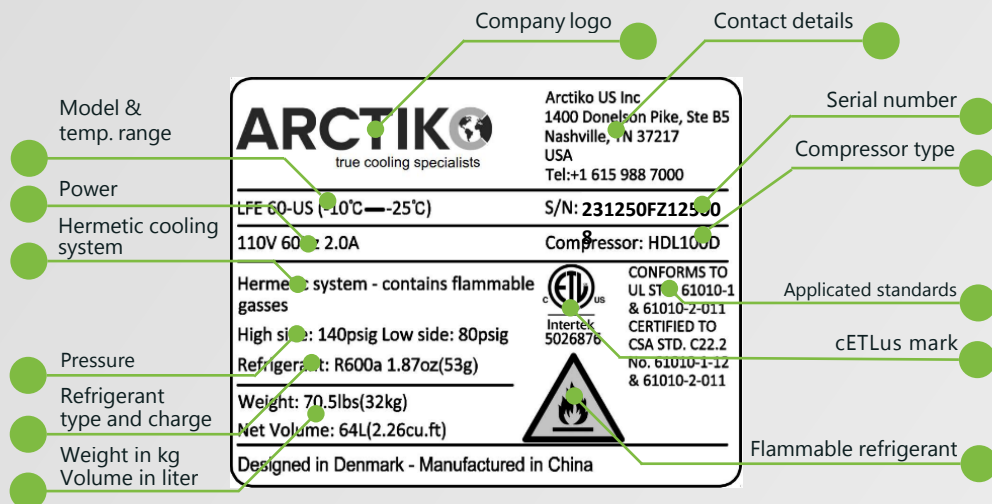 Company logo
Contact details
Model &
temp. range
Serial number
Compressor type
Power
Hermetic cooling
system
Applicated standards
cETLus mark
Pressure
Refrigerant
type and charge
Weight in kg
Volume in liter
Flammable refrigerant
ARCTIKO
true cooling specialists
Arctiko US Inc
1400 Donelson Pike, Ste B5
Nashville, TN 37217
USA
Tel:+1 615 988 7000
LFE 60-US (-10℃—-25℃)
S/N: 231250FZ12500
8
110V 60Hz 2.0A
Compressor: HDL100D
Hermetic system - contains flammable
gasses
High side: 140psig Low side: 80psig
Refrigerant: R600a 1.87oz(53g)
Weight: 70.5lbs(32kg)
Net Volume: 64L(2.26cu.ft)
c ETL us
Intertek
5026876
CONFORMS TO
UL STD. 61010-1
& 61010-2-011
CERTIFIED TO
CSA STD. C22.2
No. 61010-1-12
& 61010-2-011
Designed in Denmark - Manufactured in China